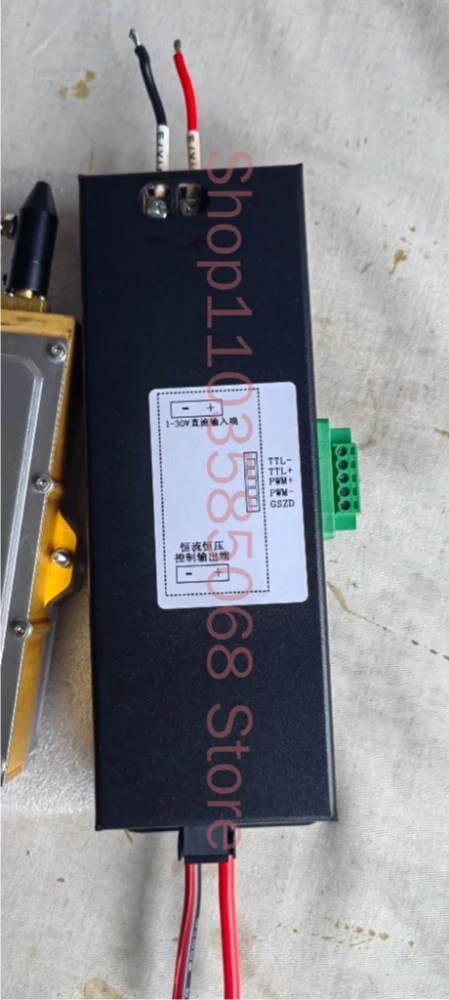 - +
1-30V直流输入端
TTL-
TTL+
PWM+
PWM-
GSZD
恒流恒压
控制输出端
- +
Shop1103585068 Store